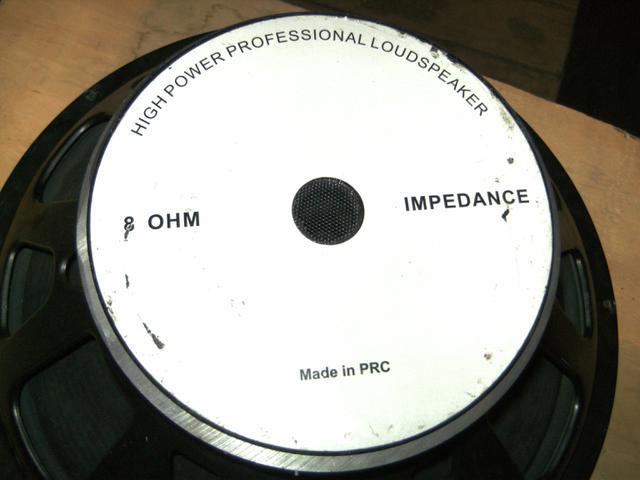 HIGH POWER PROFESSIONAL LOUDSPEAKER
8 OHM IMPEDANCE
Made in PRC